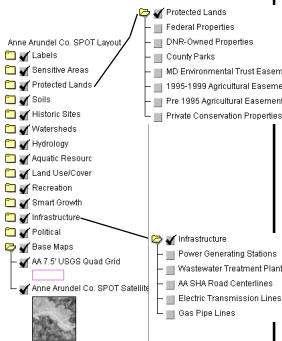 Protected Lands
Federal Properties
DNR-Owned Properties
County Parks
MD Environmental Trust Easem
1995-1999 Agricultural Easeme
Pre 1995 Agricultural Easement
Private Conservation Properties
Anne Arundel Co. SPOT Layout
Labels
Sensitive Areas
Protected Lands
Soils
Historic Sites
Watersheds
Hydrology
Aquatic Resourc
Land Use/Cover
Recreation
Smart Growth
Infrastructure
Political
Base Maps
AA 7.5' USGS Quad Grid
Anne Arundel Co. SPOT Satellite
Infrastructure
Power Generating Stations
Wastewater Treatment Plant
AA SHA Road Centerlines
Electric Transmission Lines
Gas Pipe Lines